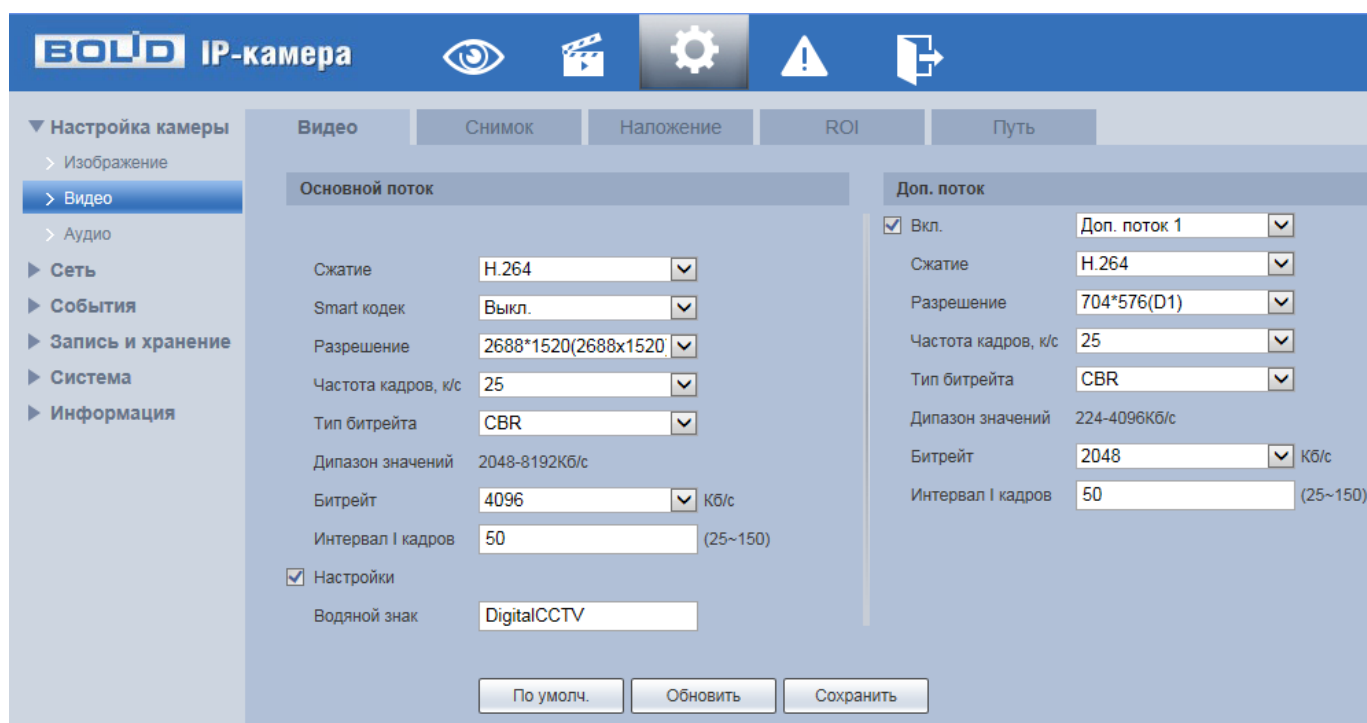 BOLID IP-камера
Настройка камеры
Изображение
Видео
Аудио
Сеть
События
Запись и хранение
Система
Информация
Видео Снимок Наложение ROI Путь
Основной поток
Сжатие H.264
Smart кодек Выкл.
Разрешение 2688*1520(2688x1520)
Частота кадров, к/с 25
Тип битрейта CBR
Дипазон значений 2048-8192Кб/с
Битрейт 4096 Кб/с
Интервал I кадров 50 (25~150)
Настройки
Водяной знак DigitalCCTV
Доп. поток
Вкл. Доп. поток 1
Сжатие H.264
Разрешение 704*576(D1)
Частота кадров, к/с 25
Тип битрейта CBR
Дипазон значений 224-4096Кб/с
Битрейт 2048 Кб/с
Интервал I кадров 50 (25~150)
По умолч. Обновить Сохранить